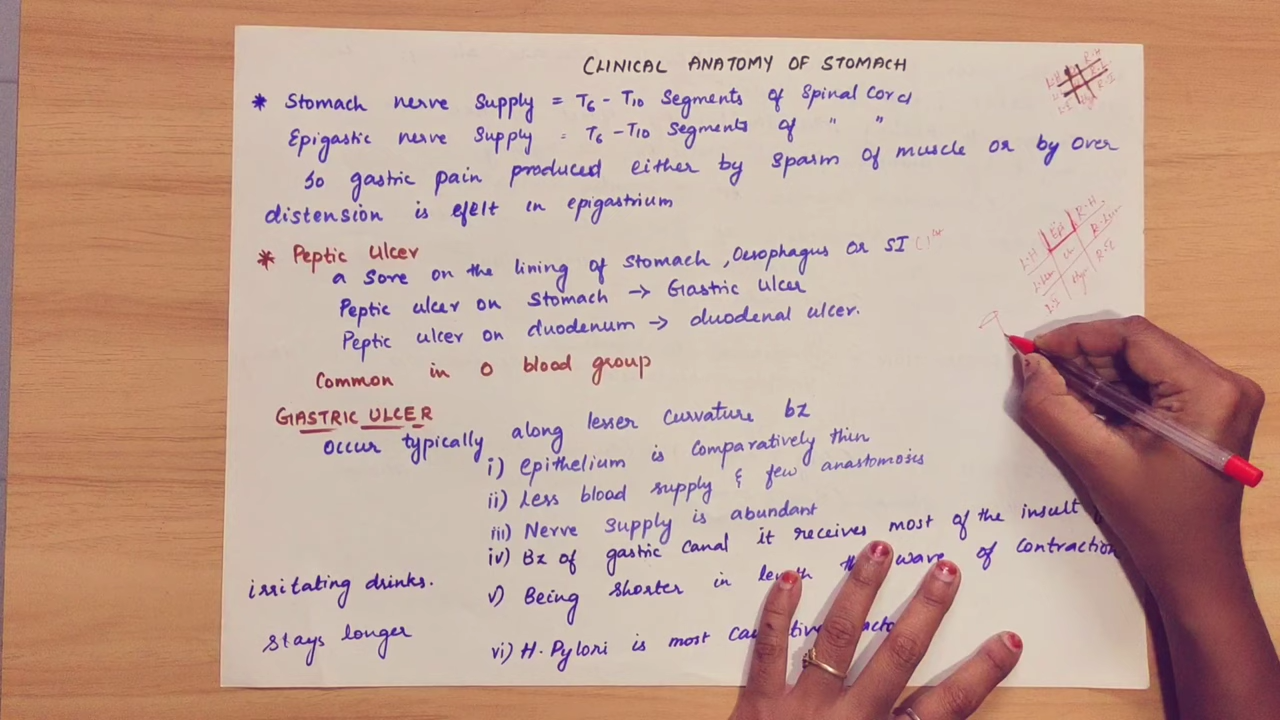 CLINICAL ANATOMY OF STOMACH
* Stomach nerve Supply = T6 - T10 Segments of Spinal Cord
Epigastic nerve Supply = T6 - T10 Segments of " "
So gastric pain produced either by spasm of muscle or by over
distension is efelt in epigastrium
* Peptic Ulcer
a Sore on the lining of Stomach, Oesophagus or SI
Peptic ulcer on Stomach → Gastric Ulcer
Peptic ulcer on duodenum → duodenal ulcer.
Common in O blood group
GASTRIC ULCER
Occur typically along lesser curvature bz
i) Epithelium is comparatively thin
ii) Less blood supply & few anastomosis
iii) Nerve Supply is abundant
iv) Bz of gastric canal it receives most of the insult
irritating drinks.
v) Being shorter in length wave of contraction
stays longer
vi) H. Pylori is most
L.H Epi R.H
R.I
Hyp
L.I